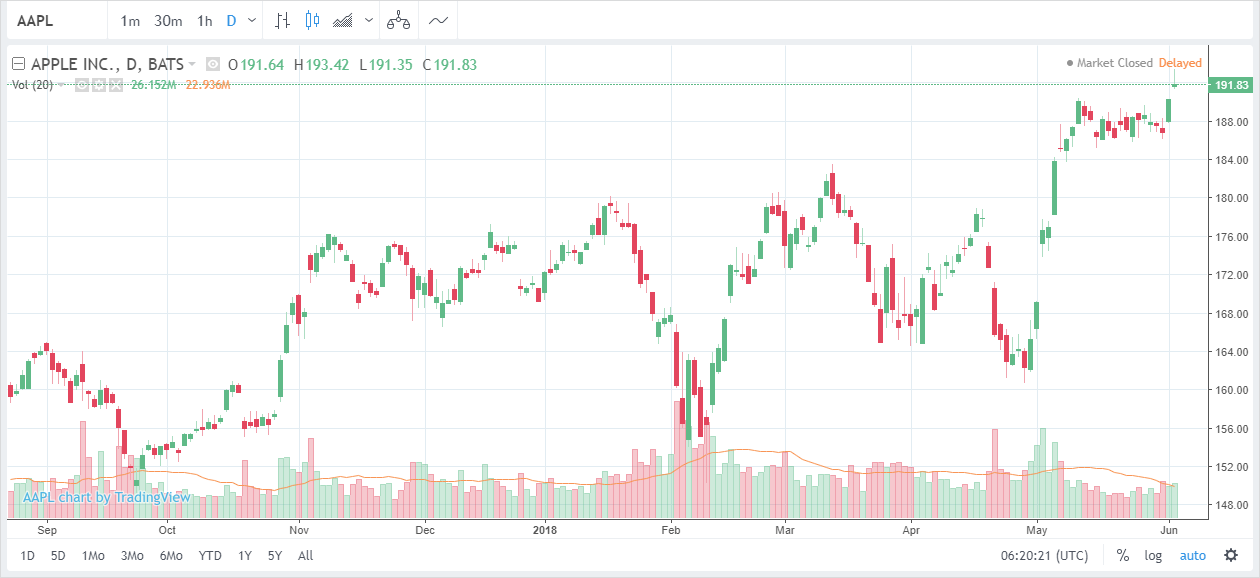 AAPL 1m 30m 1h D
APPLE INC., D, BATS O191.64 H193.42 L191.35 C191.83 Market Closed Delayed
Vol (20) 26.152M 22.936M
191.83
188.00
184.00
180.00
176.00
172.00
168.00
164.00
160.00
156.00
152.00
148.00
AAPL chart by TradingView
Sep Oct Nov Dec 2018 Feb Mar Apr May Jun
1D 5D 1Mo 3Mo 6Mo YTD 1Y 5Y All 06:20:21 (UTC) % log auto